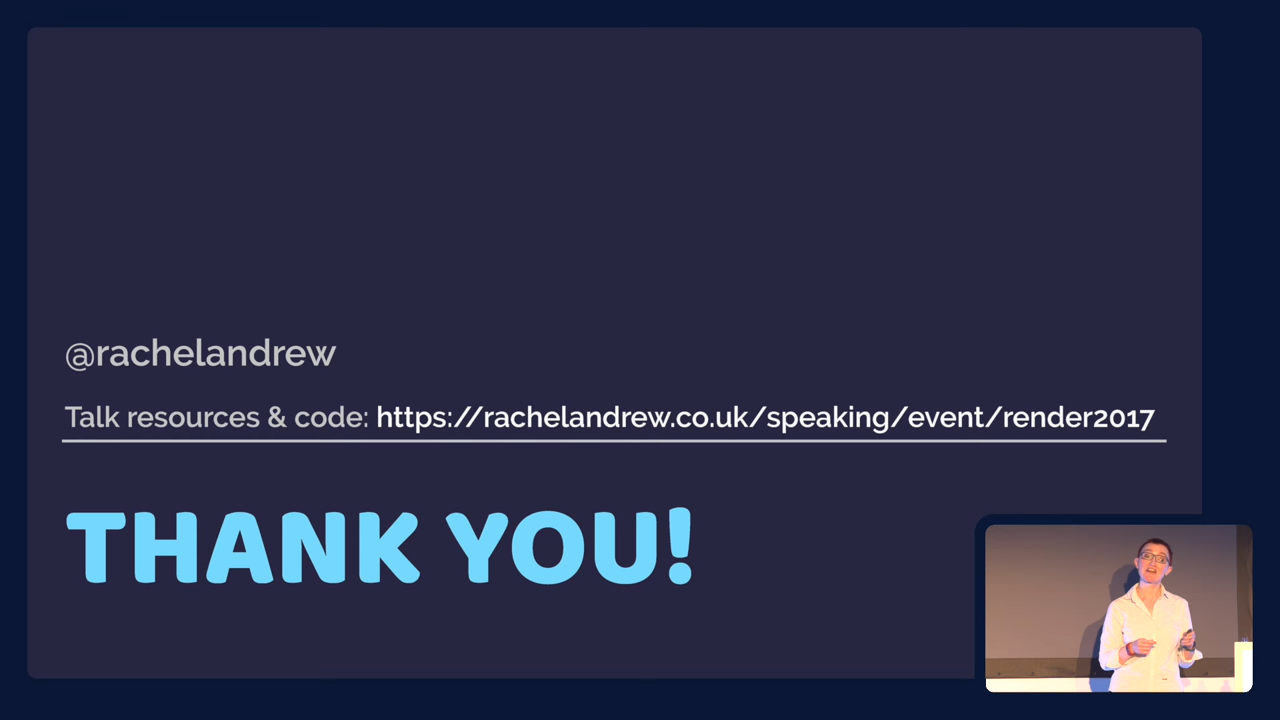 @rachelandrew
Talk resources & code: https://rachelandrew.co.uk/speaking/event/render2017
THANK YOU!